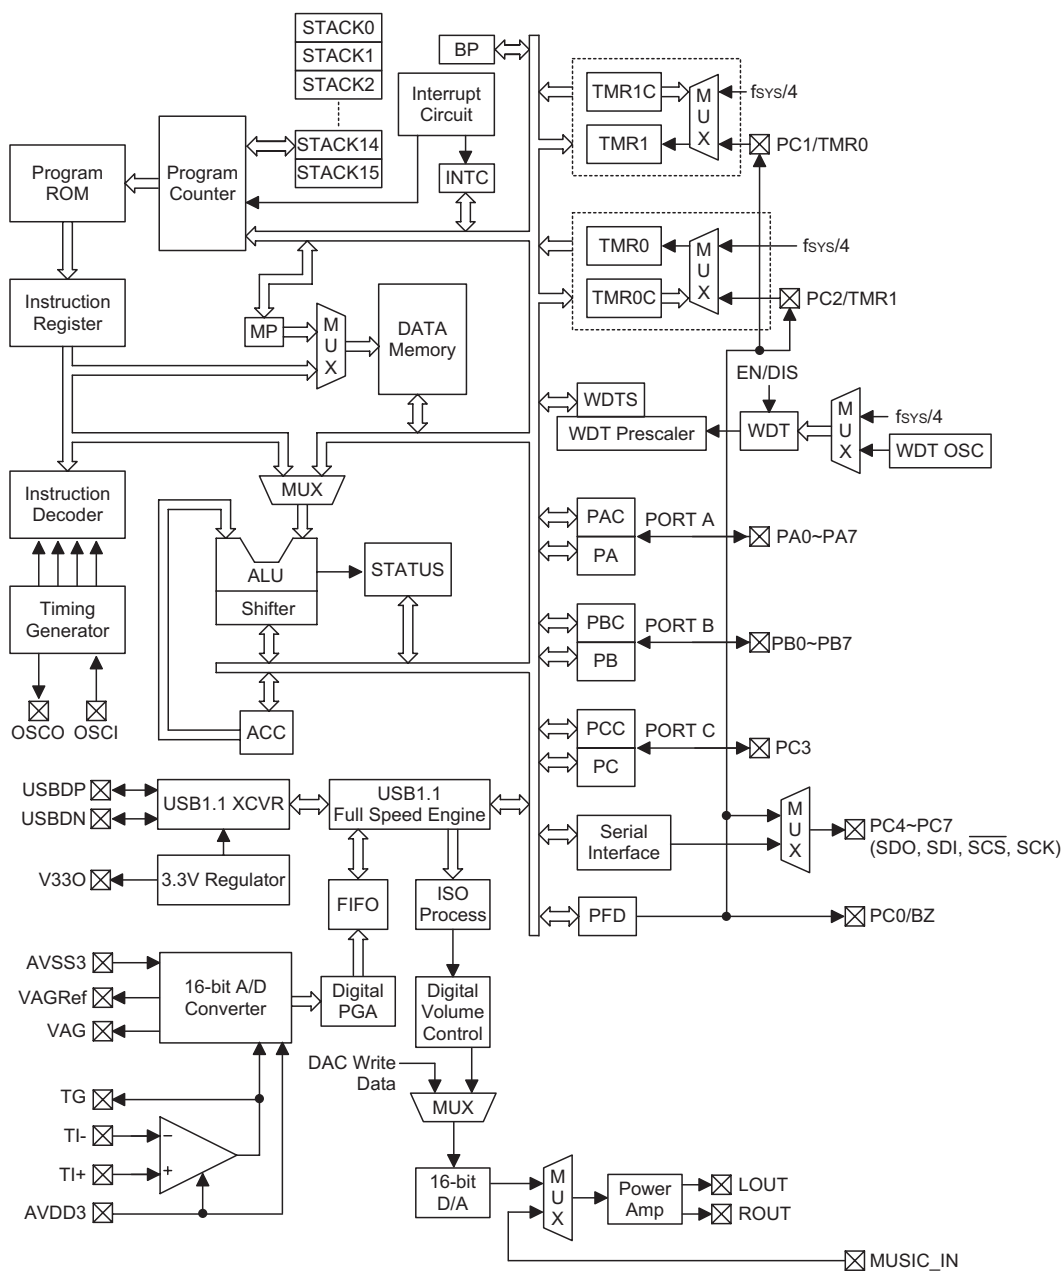 STACK0
STACK1
STACK2
STACK14
STACK15
BP
Interrupt
Circuit
INTC
Program
ROM
Program
Counter
Instruction
Register
MP
M
U
X
DATA
Memory
MUX
Instruction
Decoder
ALU
Shifter
STATUS
Timing
Generator
OSCO
OSCI
ACC
TMR1C
TMR1
M
U
X
fSYS/4
PC1/TMR0
TMR0
TMR0C
M
U
X
fSYS/4
PC2/TMR1
EN/DIS
WDTS
WDT Prescaler
WDT
M
U
X
fSYS/4
WDT OSC
PAC
PA
PORT A
PA0~PA7
PBC
PB
PORT B
PB0~PB7
PCC
PC
PORT C
PC3
Serial
Interface
M
U
X
PC4~PC7
(SDO, SDI, S̅C̅S̅, SCK)
PFD
PC0/BZ
USBDP
USBDN
USB1.1 XCVR
USB1.1
Full Speed Engine
V33O
3.3V Regulator
FIFO
ISO
Process
AVSS3
VAGRef
VAG
16-bit A/D
Converter
Digital
PGA
Digital
Volume
Control
DAC Write
Data
MUX
TG
TI-
TI+
AVDD3
−
+
16-bit
D/A
M
U
X
Power
Amp
LOUT
ROUT
MUSIC_IN